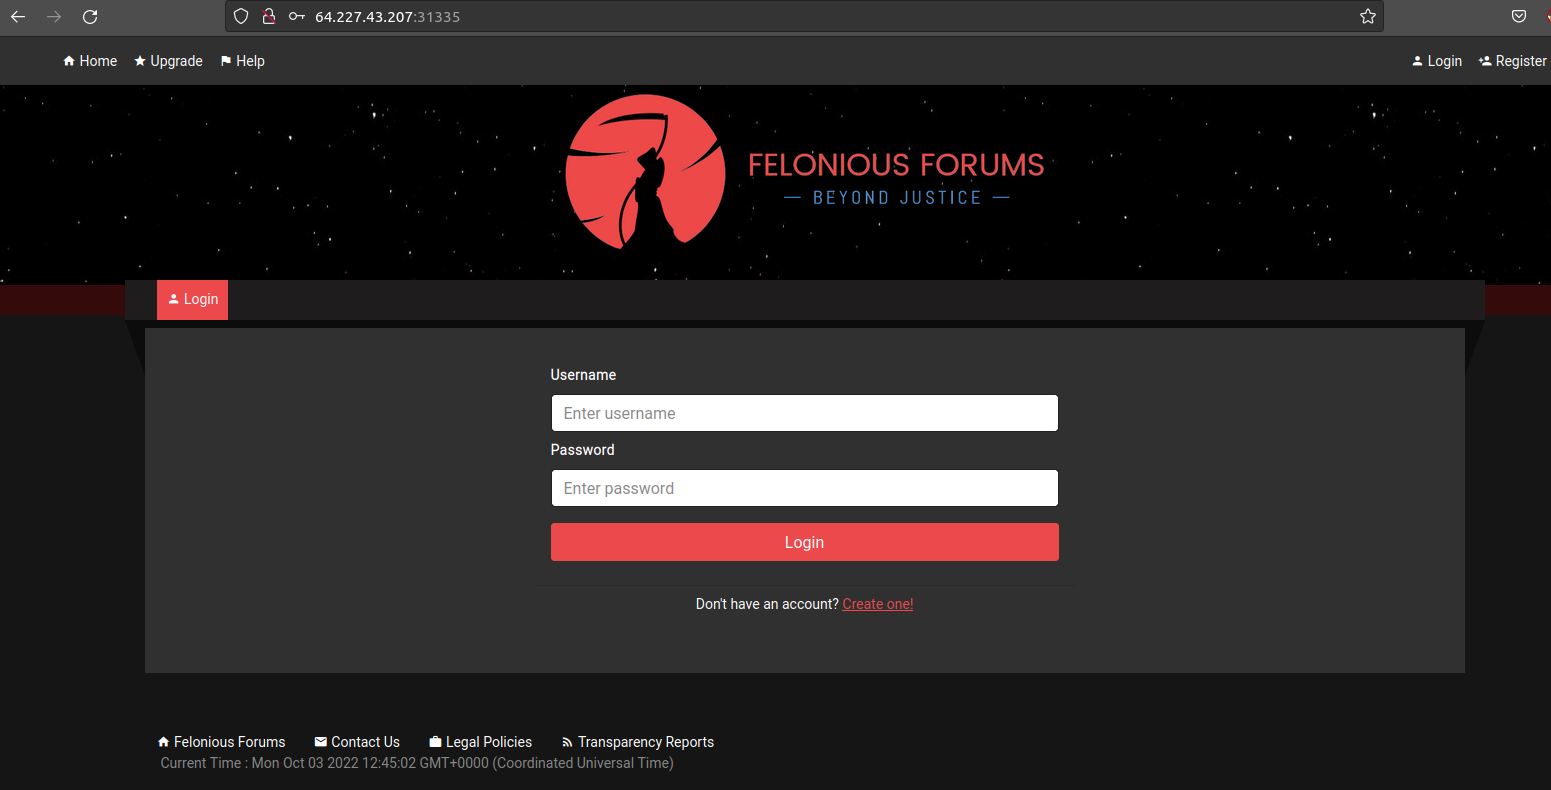 64.227.43.207:31335
Home Upgrade Help Login Register
FELONIOUS FORUMS
— BEYOND JUSTICE —
Login
Username
Enter username
Password
Enter password
Login
Don't have an account? Create one!
Felonious Forums Contact Us Legal Policies Transparency Reports
Current Time : Mon Oct 03 2022 12:45:02 GMT+0000 (Coordinated Universal Time)